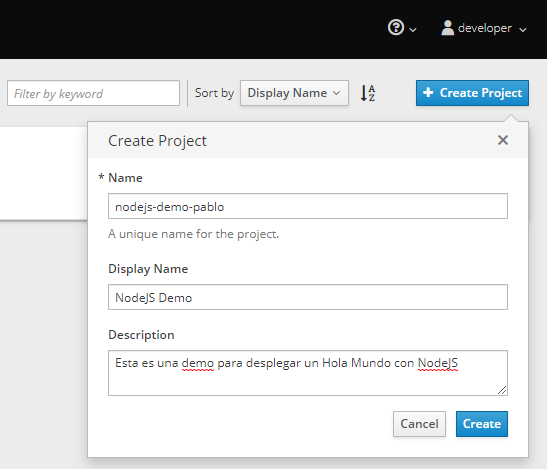 developer
Filter by keyword
Sort by
Display Name
A
Z
Create Project
Create Project
* Name
nodejs-demo-pablo
A unique name for the project.
Display Name
NodeJS Demo
Description
Esta es una demo para desplegar un Hola Mundo con NodeJS
Cancel
Create